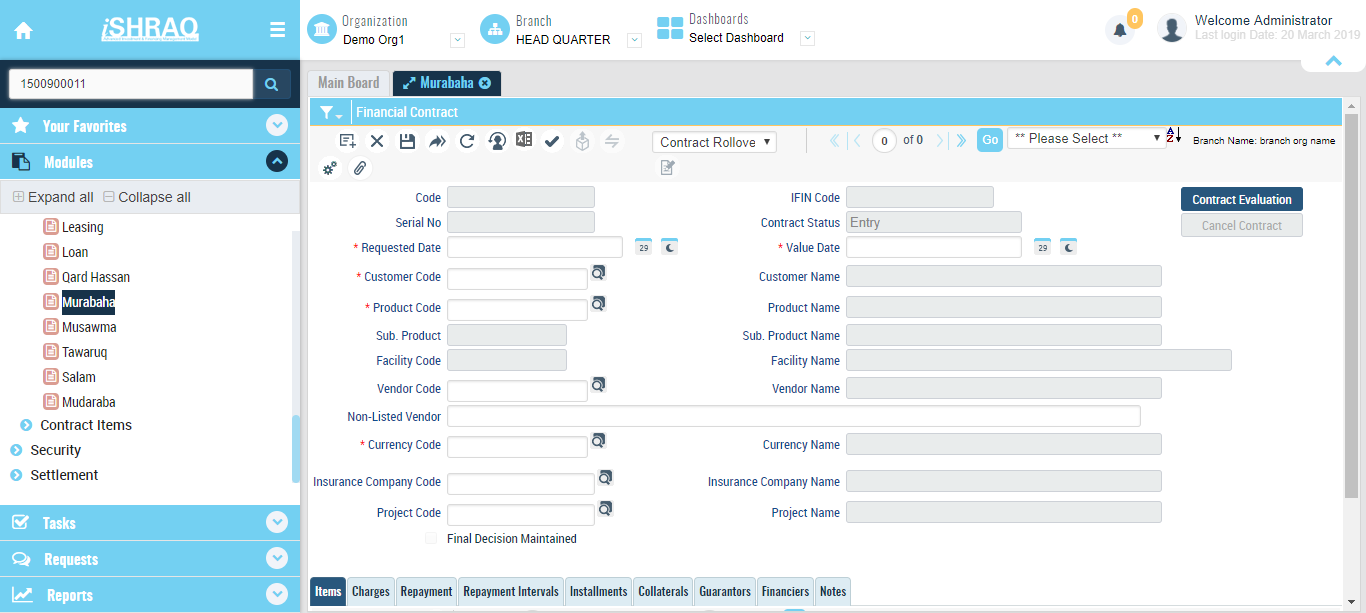 iSHRAQ
Organization
Demo Org1
Branch
HEAD QUARTER
Dashboards
Select Dashboard
0
Welcome Administrator
Last login Date: 20 March 2019
1500900011
Your Favorites
Modules
Expand all
Collapse all
Leasing
Loan
Qard Hassan
Murabaha
Musawma
Tawaruq
Salam
Mudaraba
Contract Items
Security
Settlement
Tasks
Requests
Reports
Main Board
Murabaha
Financial Contract
Contract Rollove
0
of 0
Go
** Please Select **
A
Z
Branch Name: branch org name
Code
IFIN Code
Contract Evaluation
Serial No
Contract Status
Entry
Cancel Contract
* Requested Date
29
* Value Date
29
* Customer Code
Customer Name
* Product Code
Product Name
Sub. Product
Sub. Product Name
Facility Code
Facility Name
Vendor Code
Vendor Name
Non-Listed Vendor
* Currency Code
Currency Name
Insurance Company Code
Insurance Company Name
Project Code
Project Name
Final Decision Maintained
Items
Charges
Repayment
Repayment Intervals
Installments
Collaterals
Guarantors
Financiers
Notes